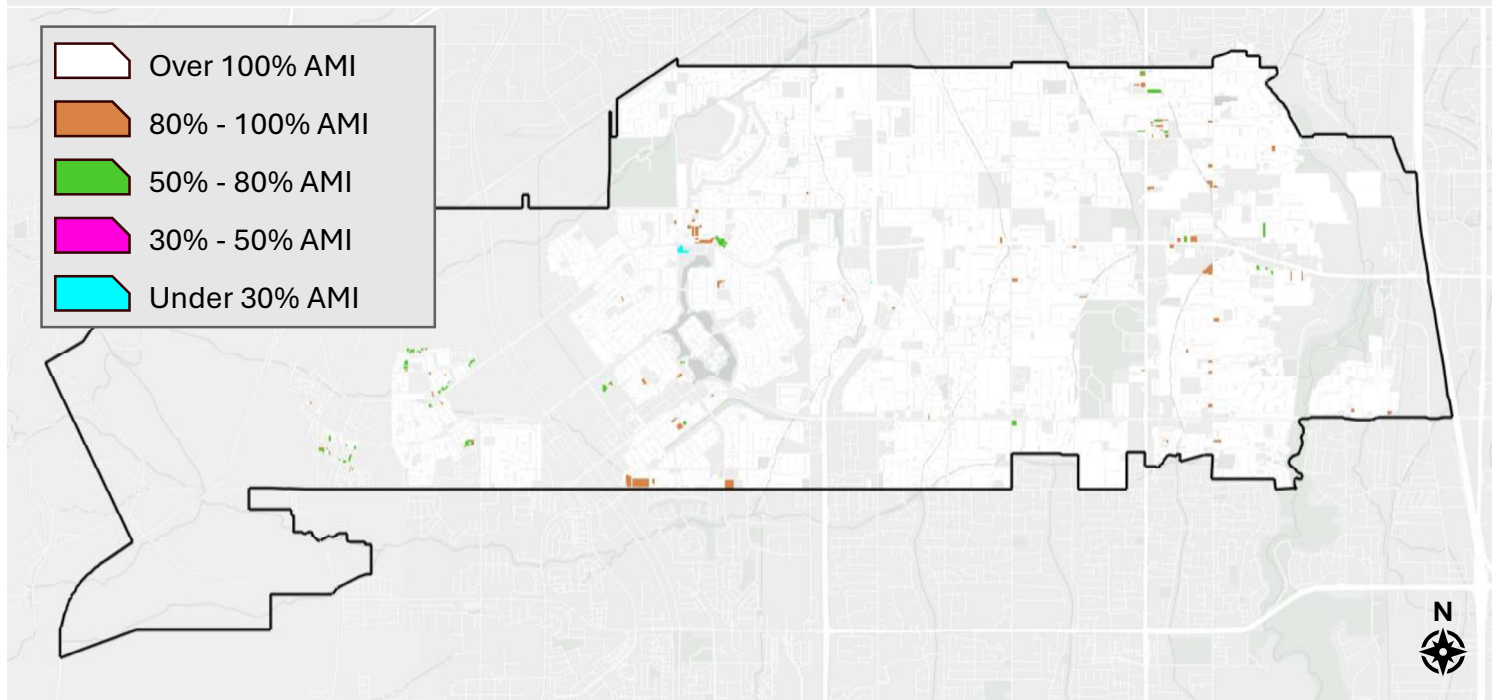 Over 100% AMI
80% - 100% AMI
50% - 80% AMI
30% - 50% AMI
Under 30% AMI
N